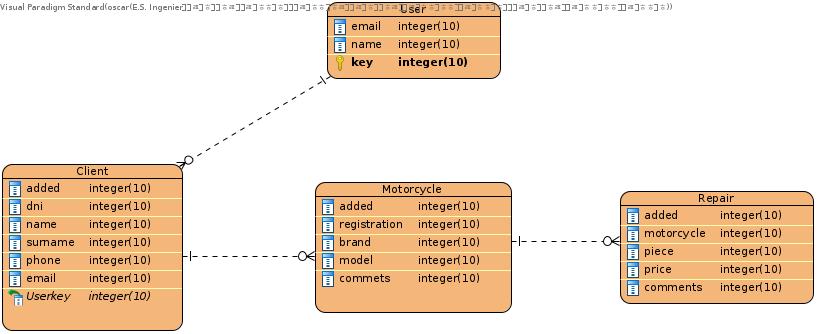 Visual Paradigm Standard(oscar(E.S. Ingenier
User
email integer(10)
name integer(10)
key integer(10)
Client
added integer(10)
dni integer(10)
name integer(10)
surname integer(10)
phone integer(10)
email integer(10)
Userkey integer(10)
Motorcycle
added integer(10)
registration integer(10)
brand integer(10)
model integer(10)
commets integer(10)
Repair
added integer(10)
motorcycle integer(10)
piece integer(10)
price integer(10)
comments integer(10)